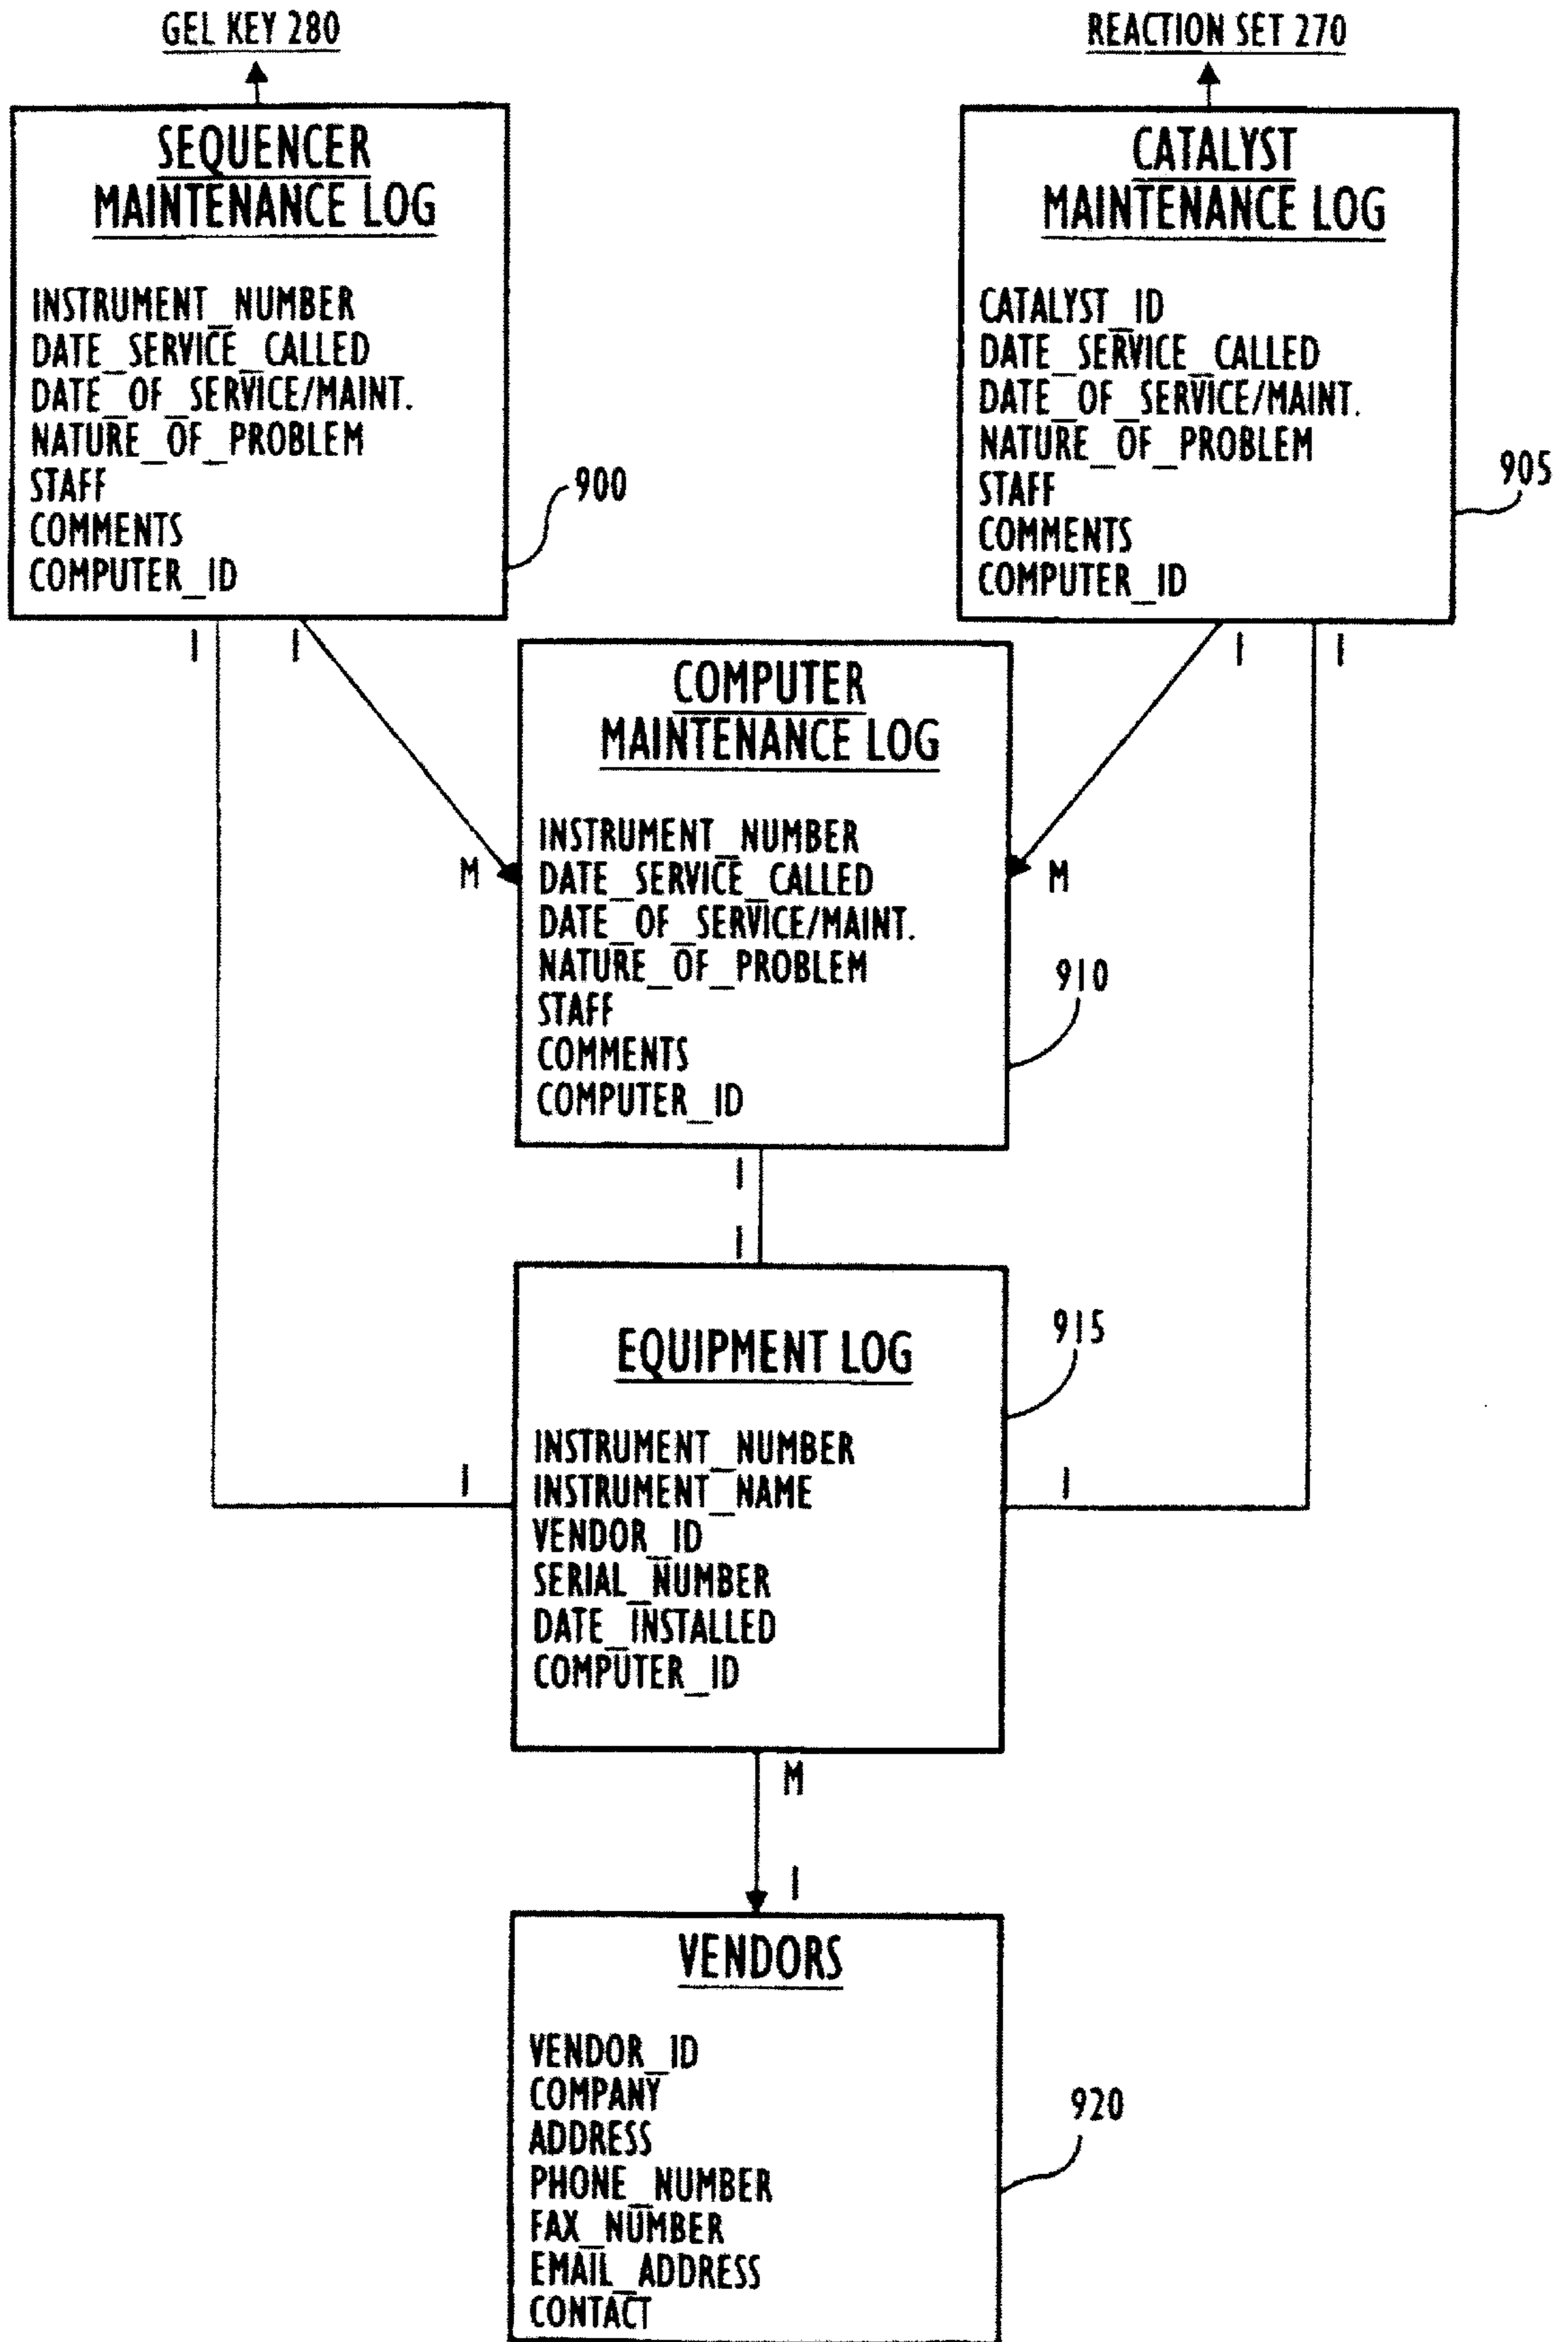 GEL KEY 280
REACTION SET 270
SEQUENCER
MAINTENANCE LOG
INSTRUMENT_NUMBER
DATE_SERVICE_CALLED
DATE_OF_SERVICE/MAINT.
NATURE_OF_PROBLEM
STAFF
COMMENTS
COMPUTER_ID
900
CATALYST
MAINTENANCE LOG
CATALYST_ID
DATE_SERVICE_CALLED
DATE_OF_SERVICE/MAINT.
NATURE_OF_PROBLEM
STAFF
COMMENTS
COMPUTER_ID
905
1 1
1 1
COMPUTER
MAINTENANCE LOG
INSTRUMENT_NUMBER
DATE_SERVICE_CALLED
DATE_OF_SERVICE/MAINT.
NATURE_OF_PROBLEM
STAFF
COMMENTS
COMPUTER_ID
M
M
910
1
1
EQUIPMENT LOG
INSTRUMENT_NUMBER
INSTRUMENT_NAME
VENDOR_ID
SERIAL_NUMBER
DATE_INSTALLED
COMPUTER_ID
915
1
1
M
1
VENDORS
VENDOR_ID
COMPANY
ADDRESS
PHONE_NUMBER
FAX_NUMBER
EMAIL_ADDRESS
CONTACT
920